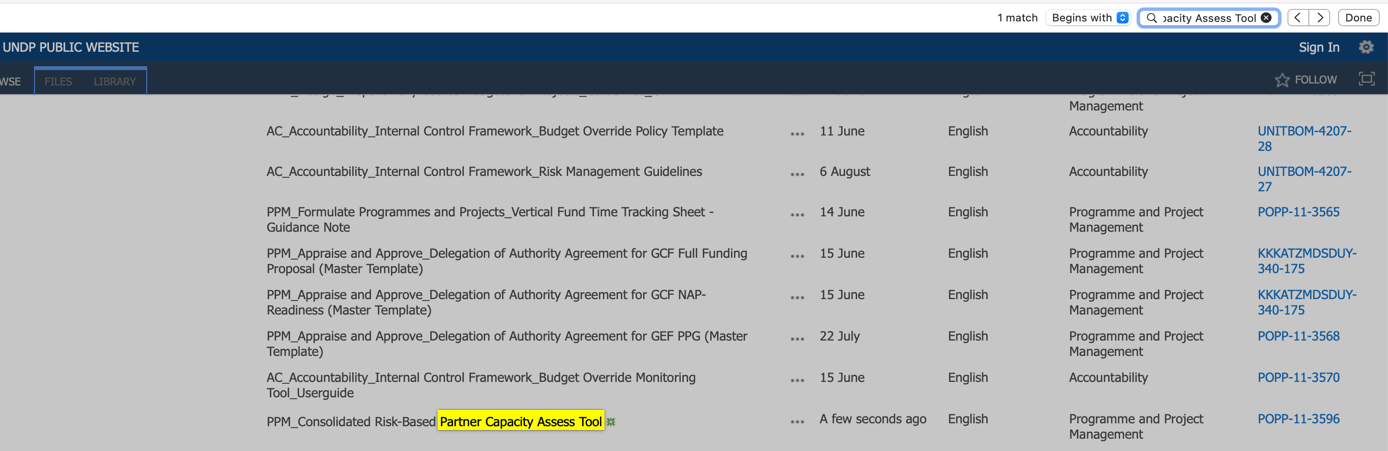 1 match Begins with pacity Assess Tool Done
UNDP PUBLIC WEBSITE Sign In
WSE FILES LIBRARY FOLLOW
Management
AC_Accountability_Internal Control Framework_Budget Override Policy Template ... 11 June English Accountability UNITBOM-4207-
28
AC_Accountability_Internal Control Framework_Risk Management Guidelines ... 6 August English Accountability UNITBOM-4207-
27
PPM_Formulate Programmes and Projects_Vertical Fund Time Tracking Sheet - ... 14 June English Programme and Project POPP-11-3565
Guidance Note Management
PPM_Appraise and Approve_Delegation of Authority Agreement for GCF Full Funding ... 15 June English Programme and Project KKKATZMDSDUY-
Proposal (Master Template) Management 340-175
PPM_Appraise and Approve_Delegation of Authority Agreement for GCF NAP- ... 15 June English Programme and Project KKKATZMDSDUY-
Readiness (Master Template) Management 340-175
PPM_Appraise and Approve_Delegation of Authority Agreement for GEF PPG (Master ... 22 July English Programme and Project POPP-11-3568
Template) Management
AC_Accountability_Internal Control Framework_Budget Override Monitoring ... 15 June English Accountability POPP-11-3570
Tool_Userguide
PPM_Consolidated Risk-Based Partner Capacity Assess Tool ... A few seconds ago English Programme and Project POPP-11-3596
Management